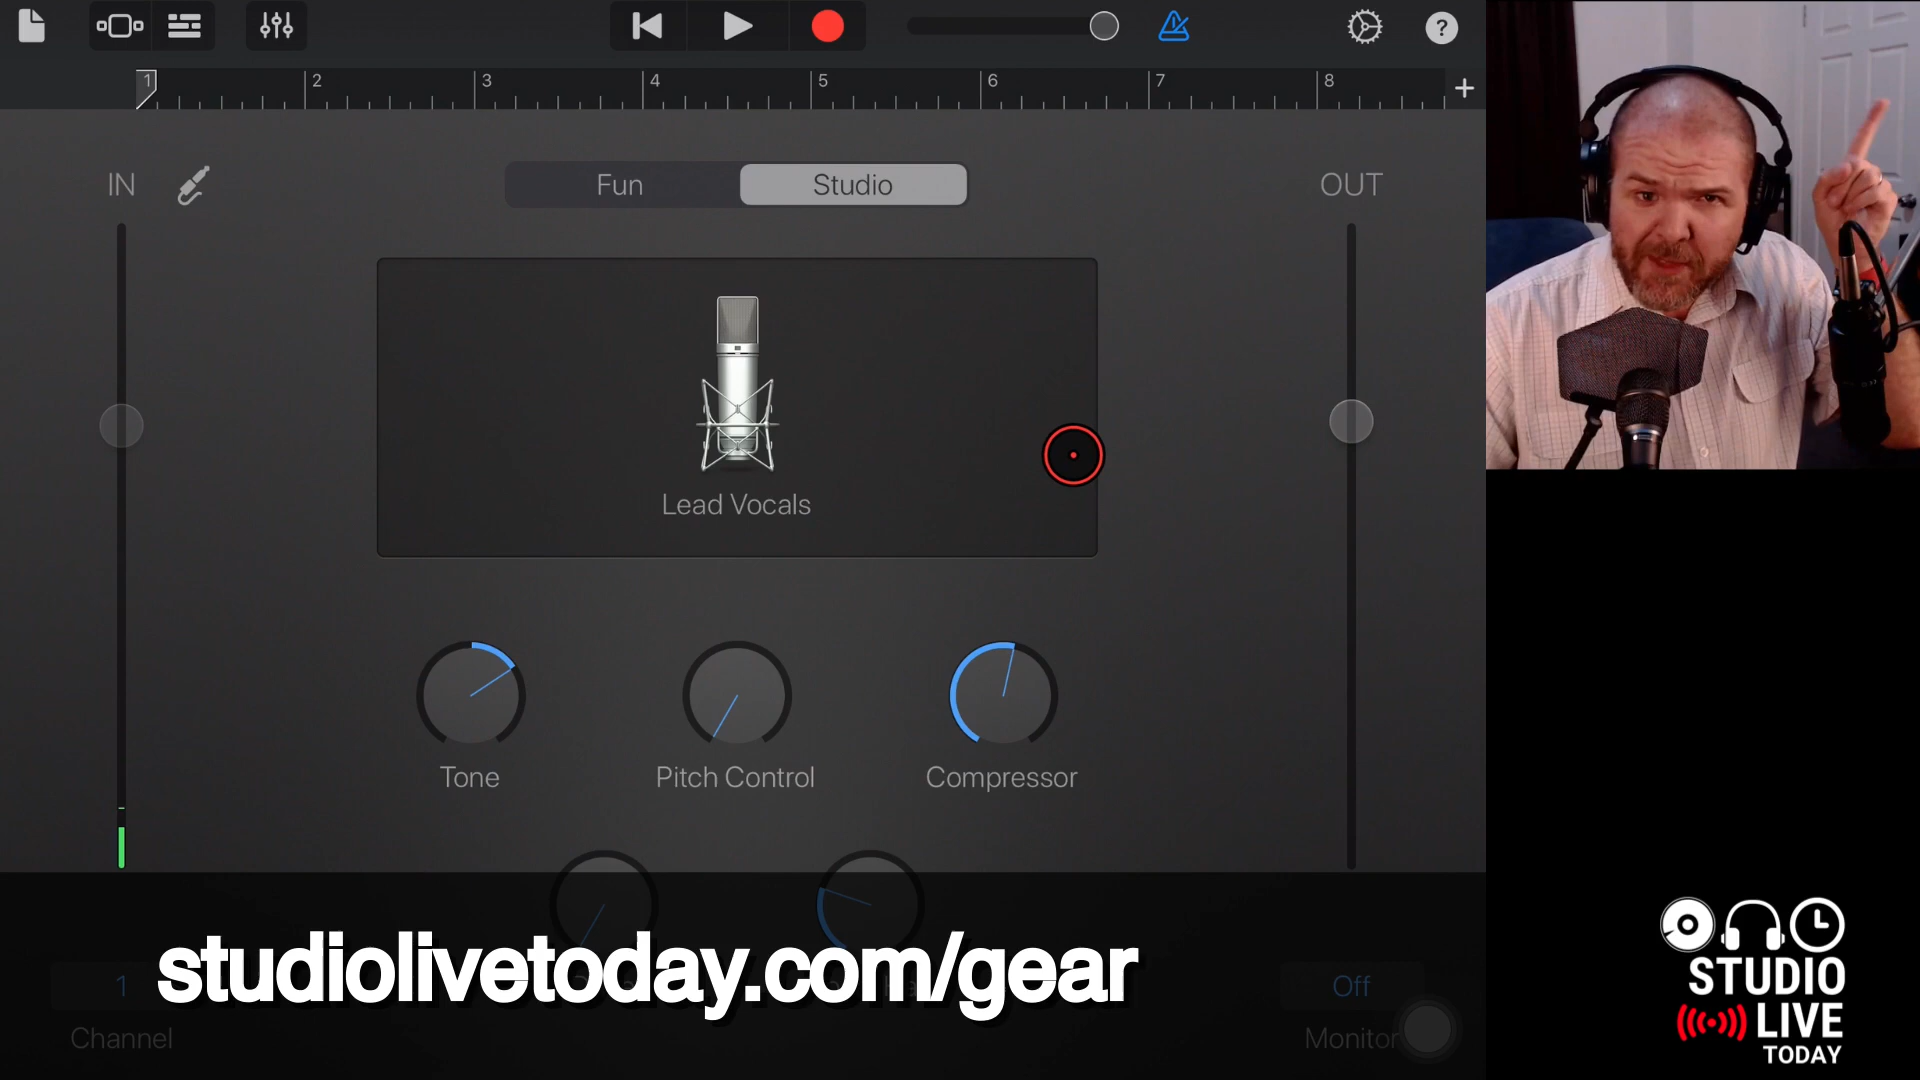 1 2 3 4 5 6 7 8 +
IN
Fun
Studio
OUT
Lead Vocals
Tone
Pitch Control
Compressor
studiolivetoday.com/gear
1
Off
Channel
Monitor
STUDIO
LIVE
TODAY